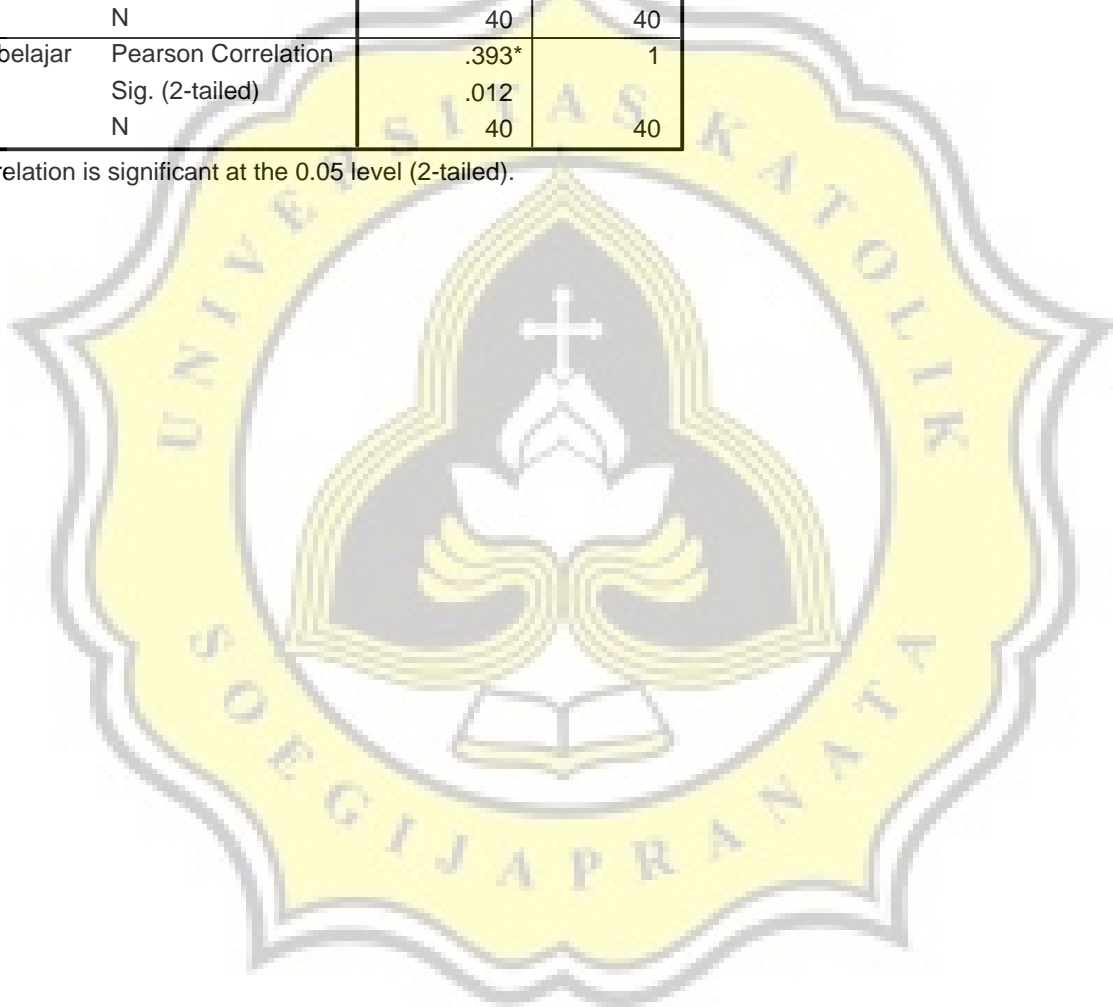 N 40 40
belajar Pearson Correlation .393* 1
Sig. (2-tailed) .012
N 40 40
relation is significant at the 0.05 level (2-tailed).
UNIVERSITAS KATOLIK
SOEGIJAPRANATA